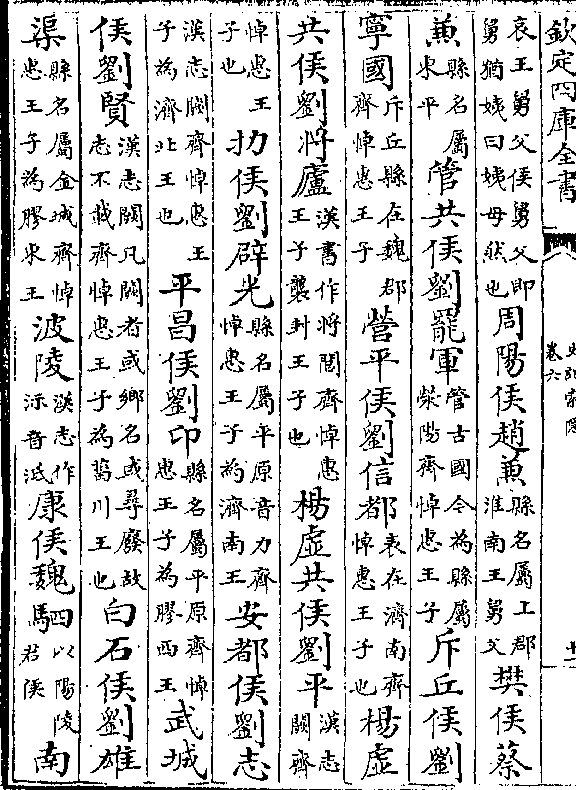 欽定四庫全書
史記索隱
卷六
哀王舅父侯舅父即舅猶姨曰姨母然也周陽侯趙兼縣名屬上郡淮南王舅父樊侯蔡
兼縣名屬東平管共侯劉罷軍管古國今為縣屬滎陽齊悼惠王子斥丘侯劉
寧國斥丘縣在魏郡齊悼惠王子營平侯劉信都表在濟南齊悼惠王子也楊虛
共侯劉將廬漢書作將閭齊悼惠王子襲封王子也楊虛共侯劉平漢志闕齊
悼惠王子也扐侯劉辟光縣名屬平原音力齊悼惠王子為濟南王安都侯劉志
漢志闕齊悼惠王子為濟北王也平昌侯劉卬縣名屬平原齊悼惠王子為膠西王武城
侯劉賢漢志闕凡闕者或鄉名或尋廢故志不載齊悼惠王子為菑川王也白石侯劉雄
渠縣名屬金城齊悼惠王子為膠東王波陵漢志作沶音泜康侯魏駟以陽陵君侯南